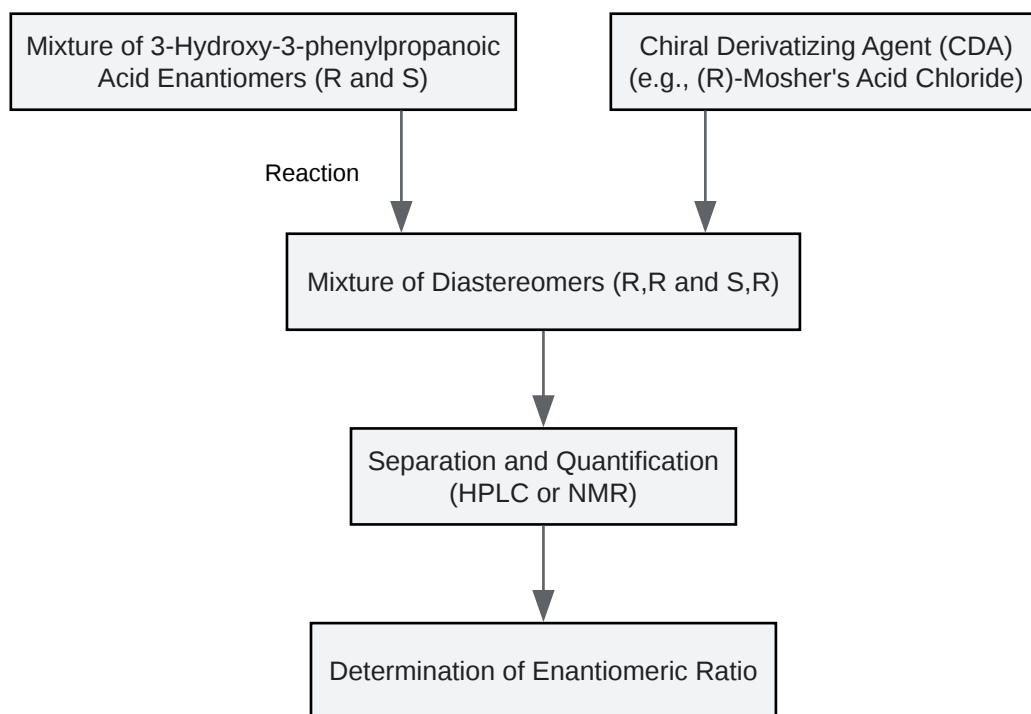 Mixture of 3-Hydroxy-3-phenylpropanoic
Acid Enantiomers (R and S)
Chiral Derivatizing Agent (CDA)
(e.g., (R)-Mosher's Acid Chloride)
Reaction
Mixture of Diastereomers (R,R and S,R)
Separation and Quantification
(HPLC or NMR)
Determination of Enantiomeric Ratio